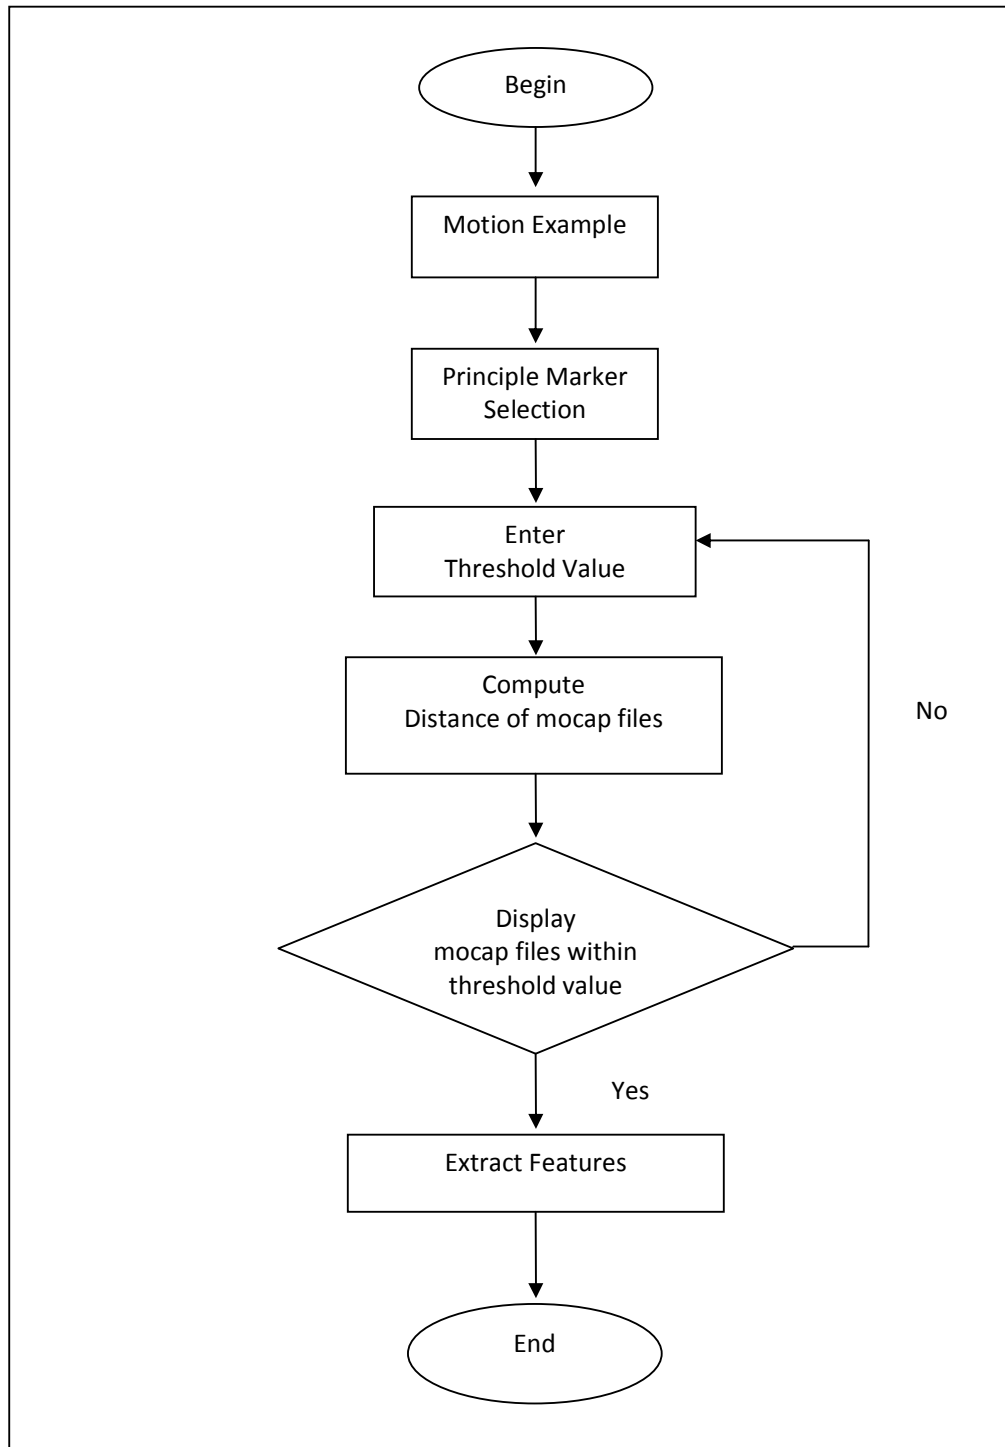 Begin
Motion Example
Principle Marker
Selection
Enter
Threshold Value
Compute
Distance of mocap files
No
Display
mocap files within
threshold value
Yes
Extract Features
End